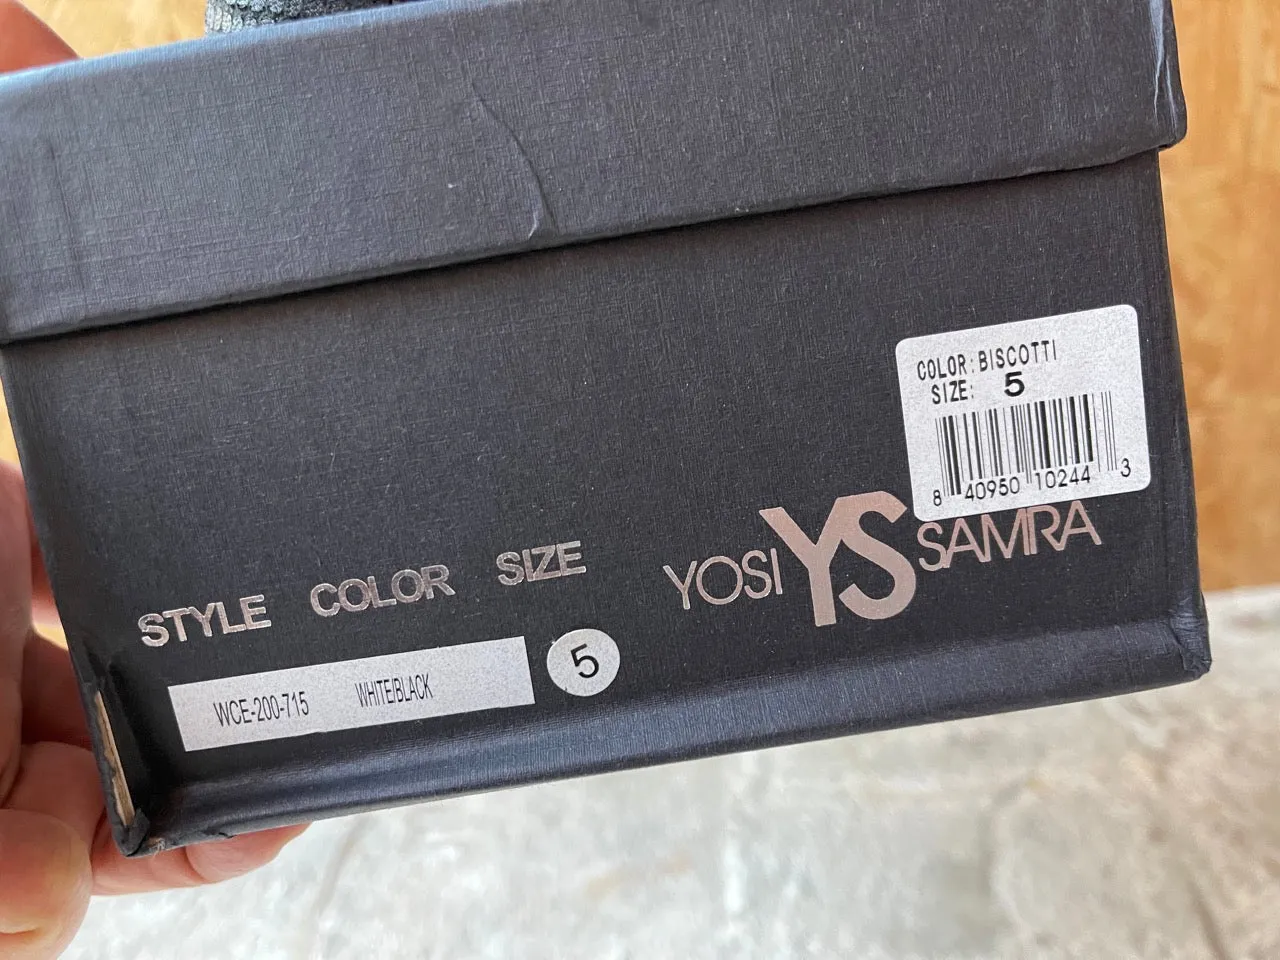 COLOR: BISCOTTI
SIZE: 5
8 40950 10244 3
YOSI YS SAMRA
STYLE COLOR SIZE
WCE-200-715 WHITE/BLACK 5